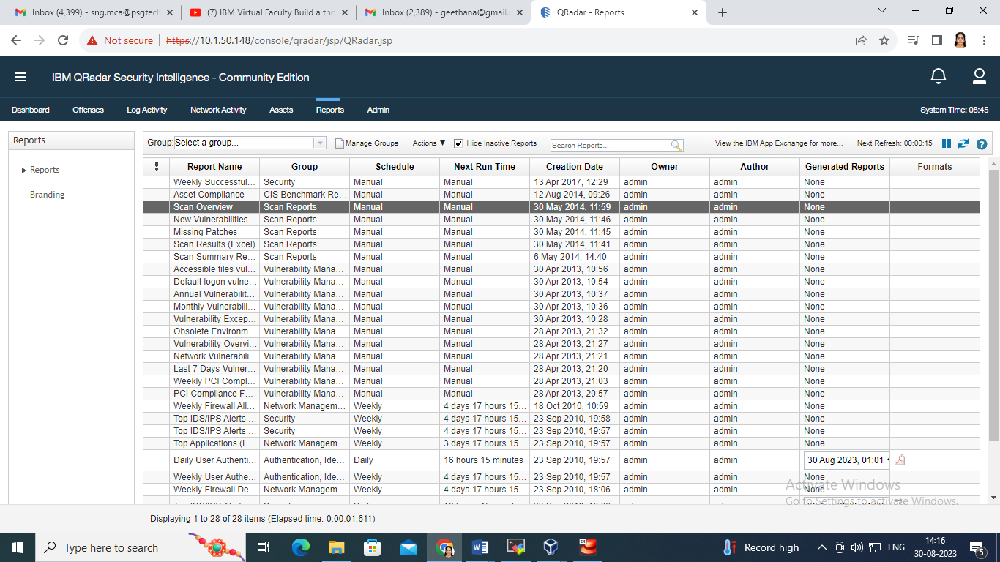 Inbox (4,399) - sng.mca@psgtech
(7) IBM Virtual Faculty Build a tho
Inbox (2,389) - geethana@gmail.
QRadar - Reports
Not secure https://10.1.50.148/console/qradar/jsp/QRadar.jsp
IBM QRadar Security Intelligence - Community Edition
Dashboard Offenses Log Activity Network Activity Assets Reports Admin System Time: 08:45
Reports
Reports
Branding
Group: Select a group... Manage Groups Actions ▼ Hide Inactive Reports Search Reports... View the IBM App Exchange for more... Next Refresh: 00:00:15
Report Name Group Schedule Next Run Time Creation Date Owner Author Generated Reports Formats
Weekly Successful... Security Manual Manual 13 Apr 2017, 12:29 admin admin None
Asset Compliance CIS Benchmark Re... Manual Manual 12 Aug 2014, 09:26 admin admin None
Scan Overview Scan Reports Manual Manual 30 May 2014, 11:59 admin admin None
New Vulnerabilities... Scan Reports Manual Manual 30 May 2014, 11:46 admin admin None
Missing Patches Scan Reports Manual Manual 30 May 2014, 11:45 admin admin None
Scan Results (Excel) Scan Reports Manual Manual 30 May 2014, 11:41 admin admin None
Scan Summary Re... Scan Reports Manual Manual 6 May 2014, 14:40 admin admin None
Accessible files vul... Vulnerability Mana... Manual Manual 30 Apr 2013, 10:56 admin admin None
Default logon vulne... Vulnerability Mana... Manual Manual 30 Apr 2013, 10:54 admin admin None
Annual Vulnerabilit... Vulnerability Mana... Manual Manual 30 Apr 2013, 10:37 admin admin None
Monthly Vulnerabili... Vulnerability Mana... Manual Manual 30 Apr 2013, 10:36 admin admin None
Vulnerability Excep... Vulnerability Mana... Manual Manual 30 Apr 2013, 10:28 admin admin None
Obsolete Environm... Vulnerability Mana... Manual Manual 28 Apr 2013, 21:32 admin admin None
Vulnerability Overvi... Vulnerability Mana... Manual Manual 28 Apr 2013, 21:27 admin admin None
Network Vulnerabili... Vulnerability Mana... Manual Manual 28 Apr 2013, 21:21 admin admin None
Last 7 Days Vulner... Vulnerability Mana... Manual Manual 28 Apr 2013, 21:20 admin admin None
Weekly PCI Compl... Vulnerability Mana... Manual Manual 28 Apr 2013, 21:03 admin admin None
PCI Compliance F... Vulnerability Mana... Manual Manual 28 Apr 2013, 20:57 admin admin None
Weekly Firewall All... Network Managem... Weekly 4 days 17 hours 15... 18 Oct 2010, 10:59 admin admin None
Top IDS/IPS Alerts ... Security Weekly 4 days 17 hours 15... 23 Sep 2010, 19:58 admin admin None
Top IDS/IPS Alerts ... Security Weekly 4 days 17 hours 15... 23 Sep 2010, 19:57 admin admin None
Top Applications (I... Network Managem... Weekly 3 days 17 hours 15... 23 Sep 2010, 19:57 admin admin None
Daily User Authenti... Authentication, Ide... Daily 16 hours 15 minutes 23 Sep 2010, 19:57 admin admin 30 Aug 2023, 01:01
Weekly User Authe... Authentication, Ide... Weekly 4 days 17 hours 15... 23 Sep 2010, 19:57 admin admin None
Weekly Firewall De... Network Managem... Weekly 4 days 17 hours 15... 23 Sep 2010, 18:06 admin admin None
Activate Windows
Go to Settings to activate Windows.
Displaying 1 to 28 of 28 items (Elapsed time: 0:00:01.611)
Type here to search Record high ENG 14:16
30-08-2023
5